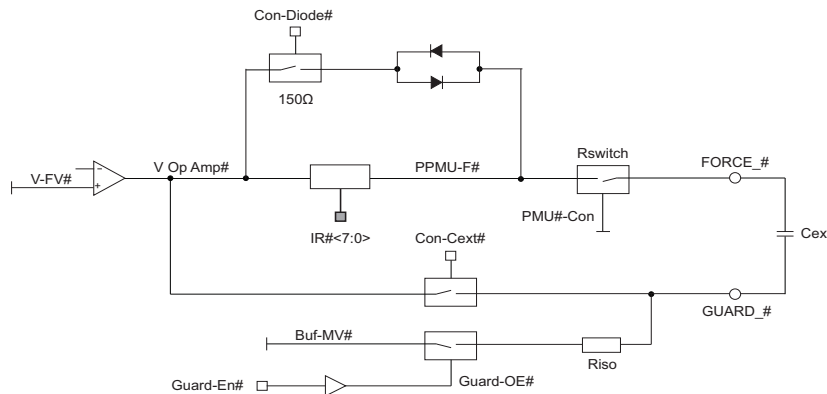 Con-Diode#
150Ω
V-FV#
−
+
V Op Amp#
PPMU-F#
Rswitch
FORCE_#
IR#<7:0>
PMU#-Con
Cex
Con-Cext#
GUARD_#
Buf-MV#
Riso
Guard-En#
Guard-OE#